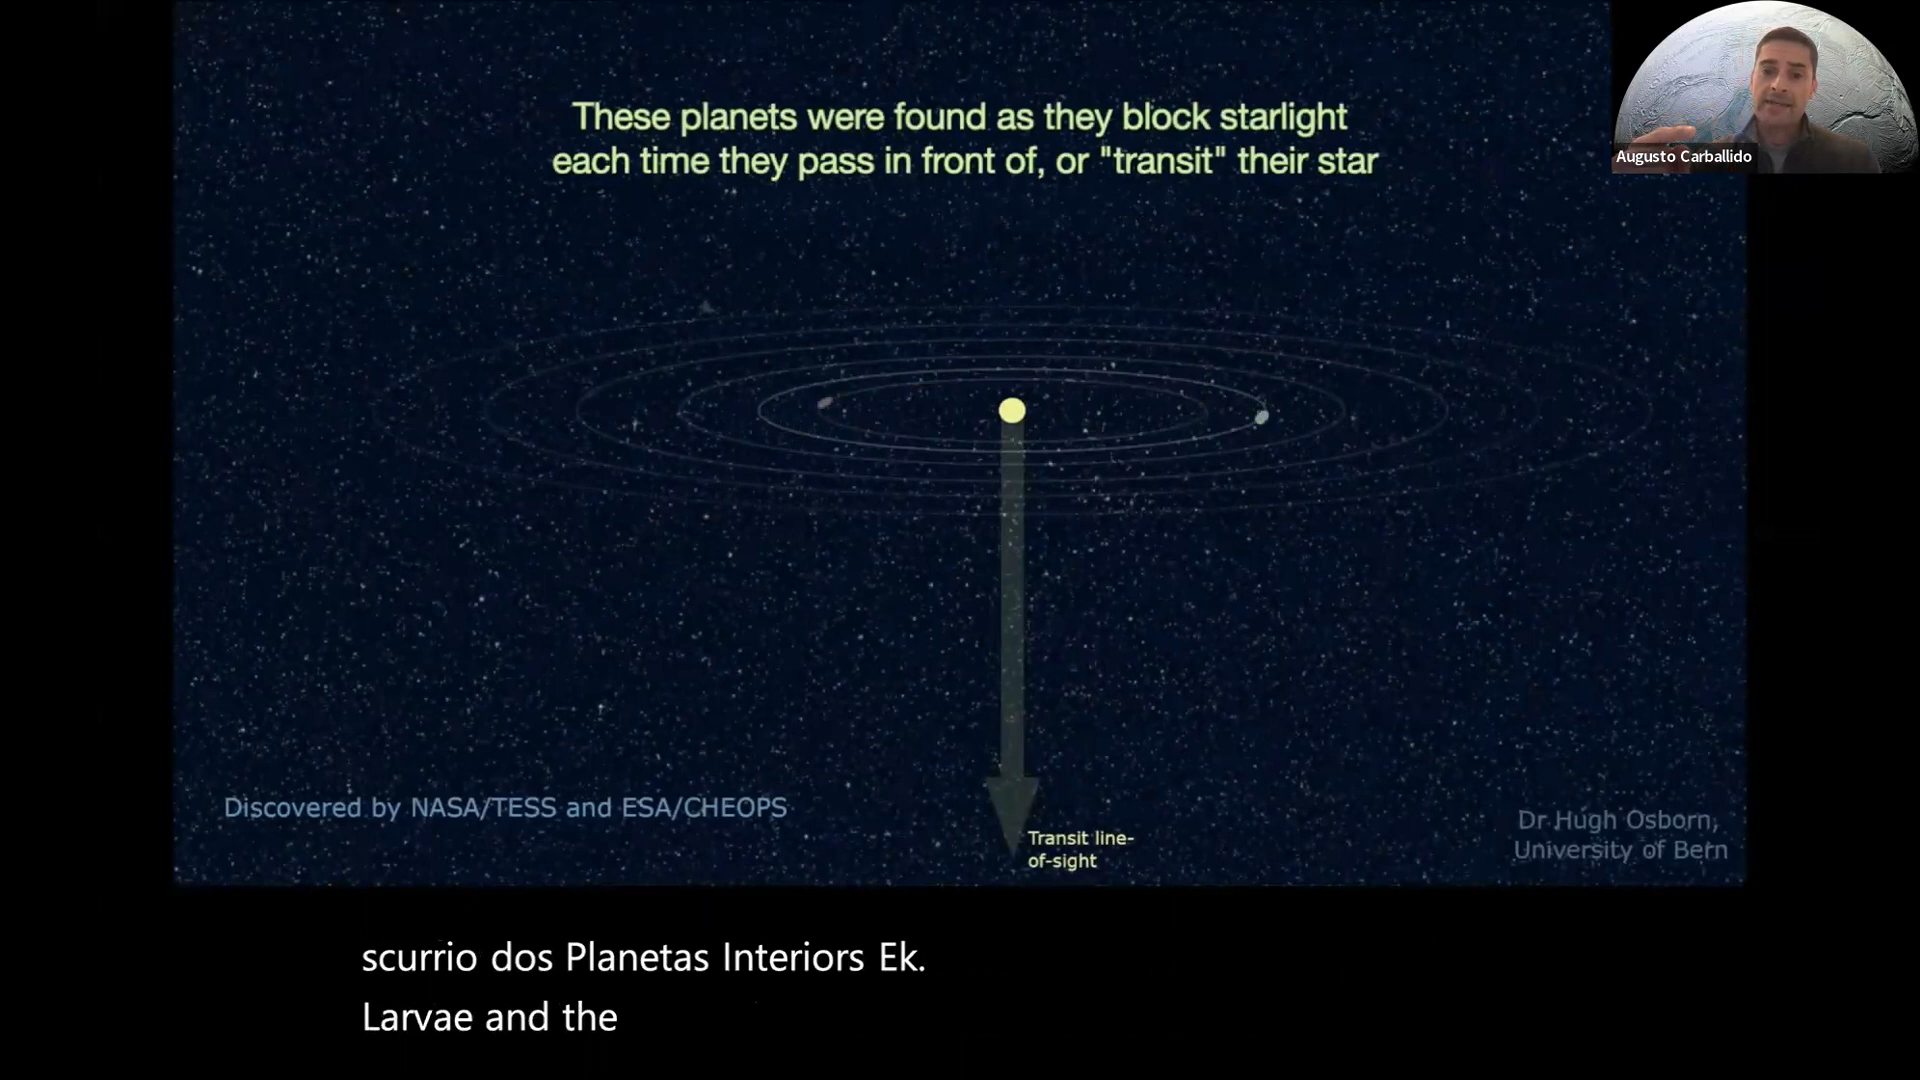 These planets were found as they block starlight
each time they pass in front of, or "transit" their star
Augusto Carballido
Discovered by NASA/TESS and ESA/CHEOPS
Transit line-
of-sight
Dr Hugh Osborn,
University of Bern
scurrio dos Planetas Interiors Ek.
Larvae and the